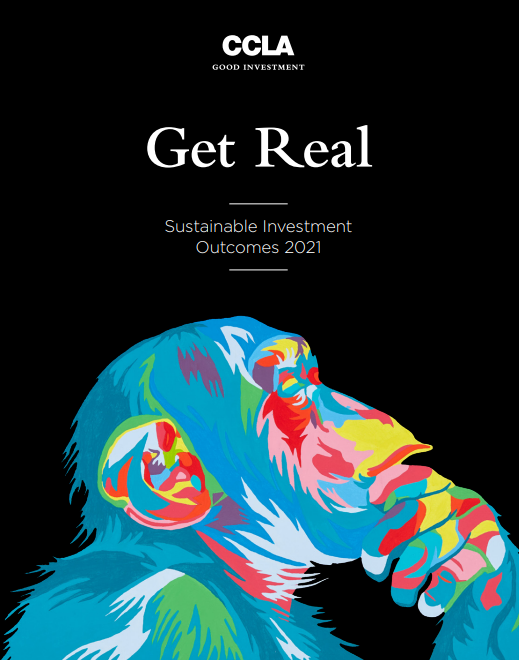 CCLA
GOOD INVESTMENT
Get Real
Sustainable Investment
Outcomes 2021